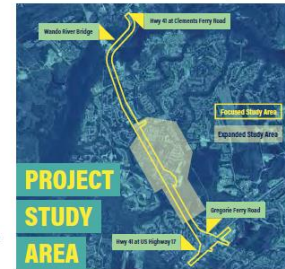 Hwy 41 at Clements Ferry Road
Wando River Bridge
Focused Study Area
Expanded Study Area
PROJECT
STUDY
AREA
Gregorie Ferry Road
Hwy 41 at US Highway 17